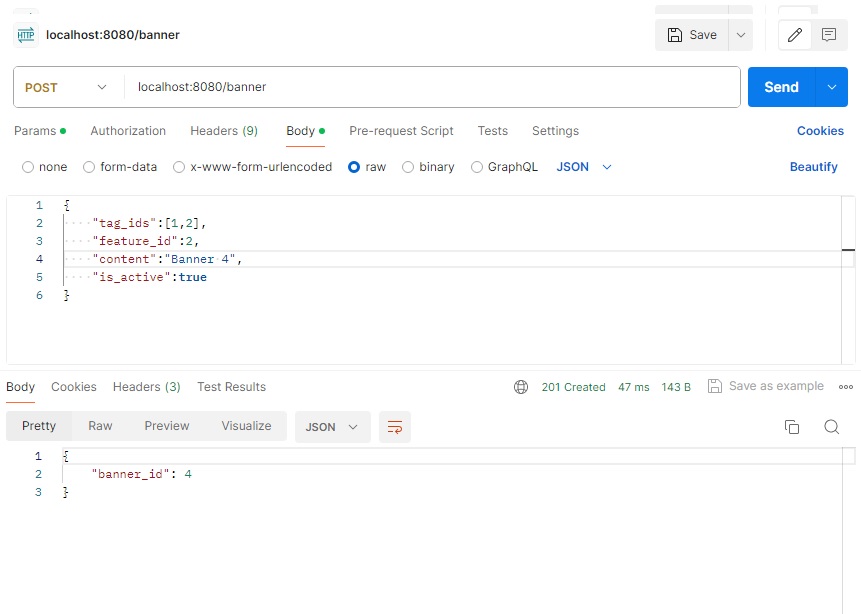 HTTP localhost:8080/banner Save
POST localhost:8080/banner Send
Params Authorization Headers (9) Body Pre-request Script Tests Settings Cookies
none form-data x-www-form-urlencoded raw binary GraphQL JSON Beautify
1 {
2 "tag_ids":[1,2],
3 "feature_id":2,
4 "content":"Banner 4",
5 "is_active":true
6 }
Body Cookies Headers (3) Test Results 201 Created 47 ms 143 B Save as example
Pretty Raw Preview Visualize JSON
1 {
2 "banner_id": 4
3 }